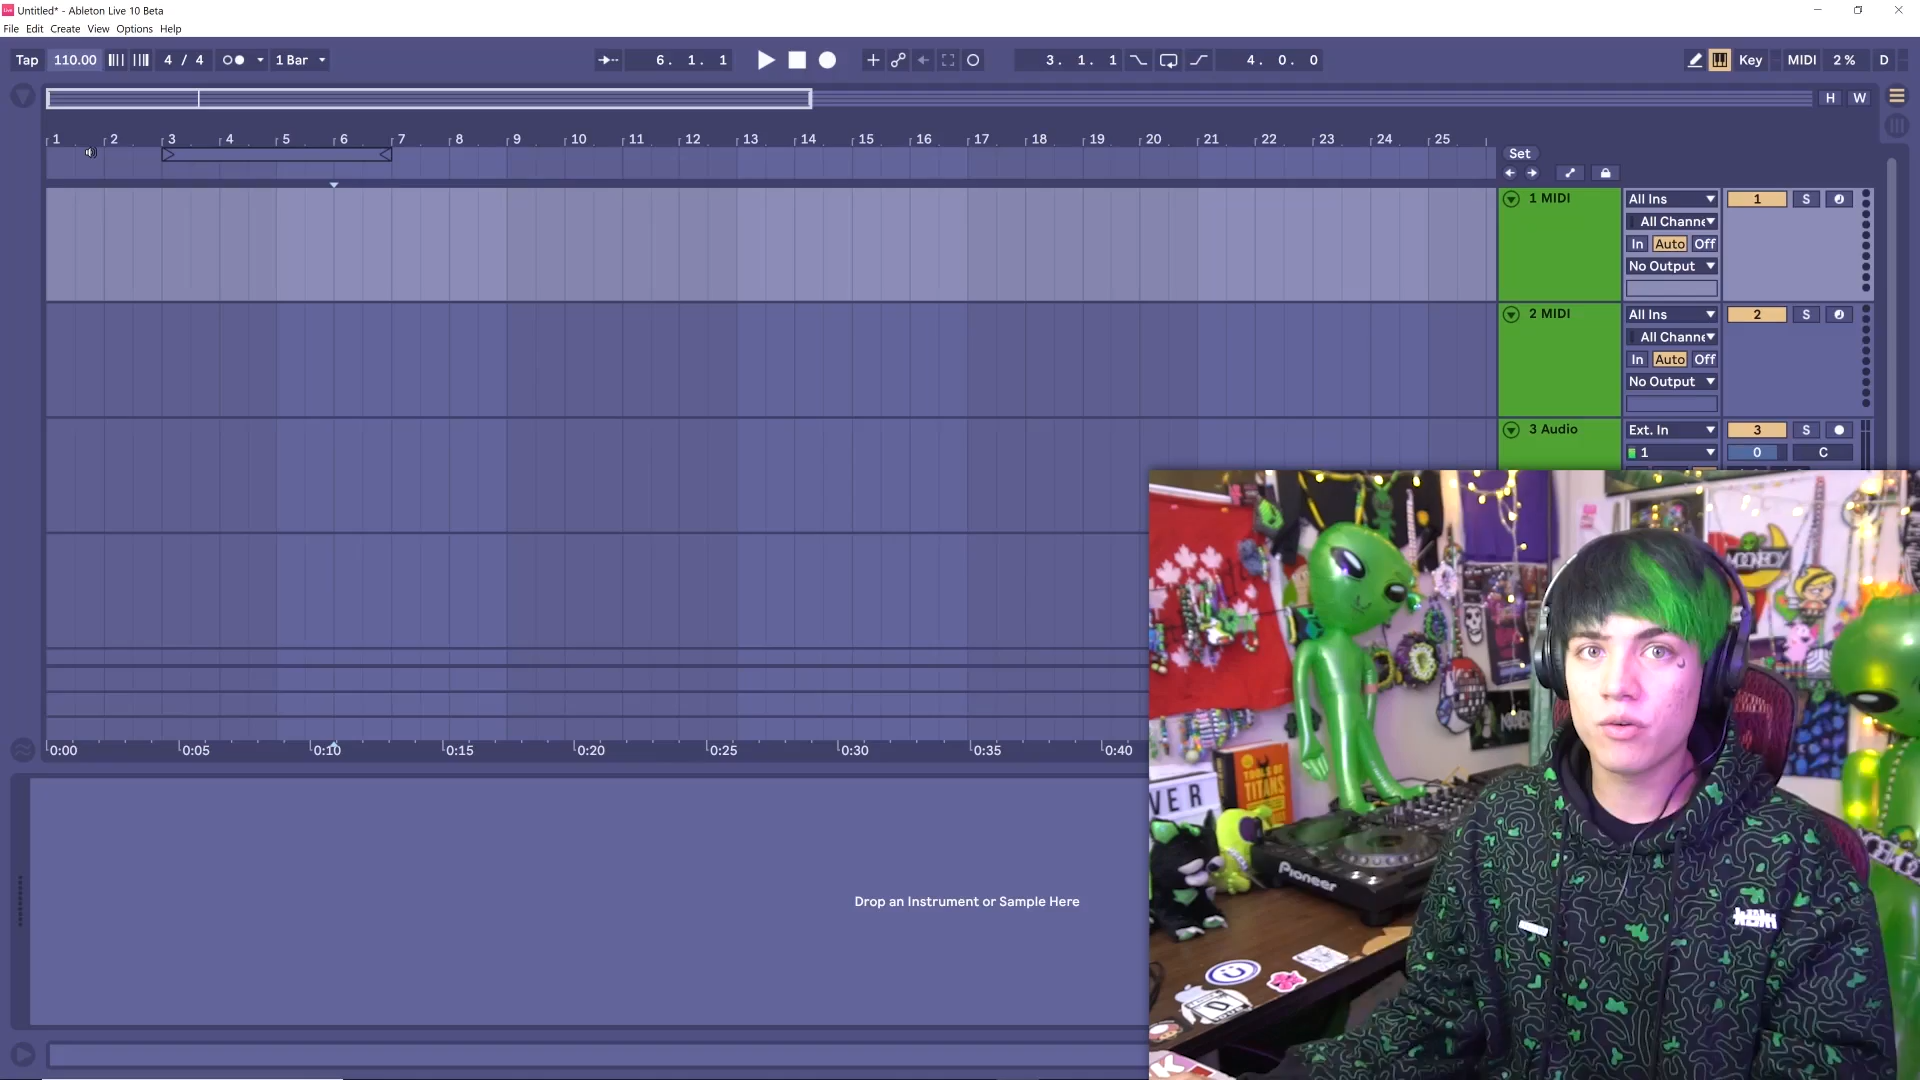 Untitled* - Ableton Live 10 Beta
File Edit Create View Options Help
Tap 110.00 4 / 4 1 Bar 6. 1. 1 3. 1. 1 4. 0. 0 Key MIDI 2 % D
H W
1 2 3 4 5 6 7 8 9 10 11 12 13 14 15 16 17 18 19 20 21 22 23 24 25
Set
1 MIDI All Ins 1 S
All Channe
In Auto Off
No Output
2 MIDI All Ins 2 S
All Channe
In Auto Off
No Output
3 Audio Ext. In 3 S
1 0 C
0:00 0:05 0:10 0:15 0:20 0:25 0:30 0:35 0:40
MOONBOY
TOOLS OF
TITANS
VER
Pioneer
Drop an Instrument or Sample Here